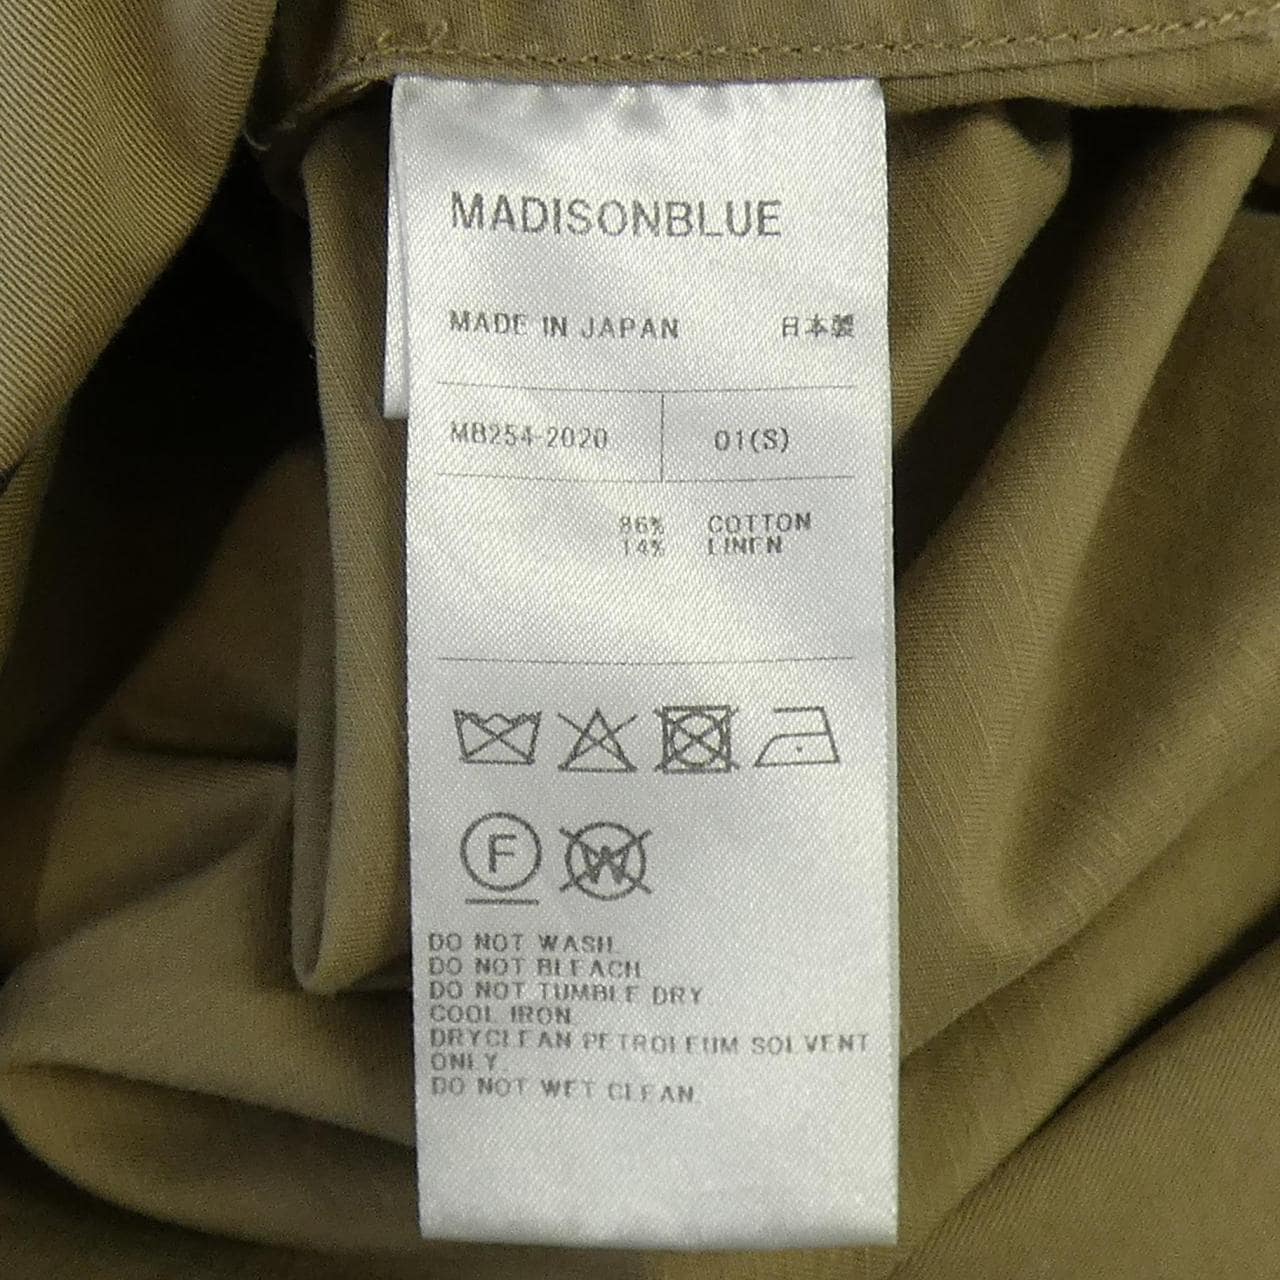 MADISONBLUE
MADE IN JAPAN 日本製
MB254-2020 01(S)
86% COTTON
14% LINEN
F W
DO NOT WASH.
DO NOT BLEACH.
DO NOT TUMBLE DRY.
COOL IRON.
DRYCLEAN PETROLEUM SOLVENT
ONLY.
DO NOT WET CLEAN.